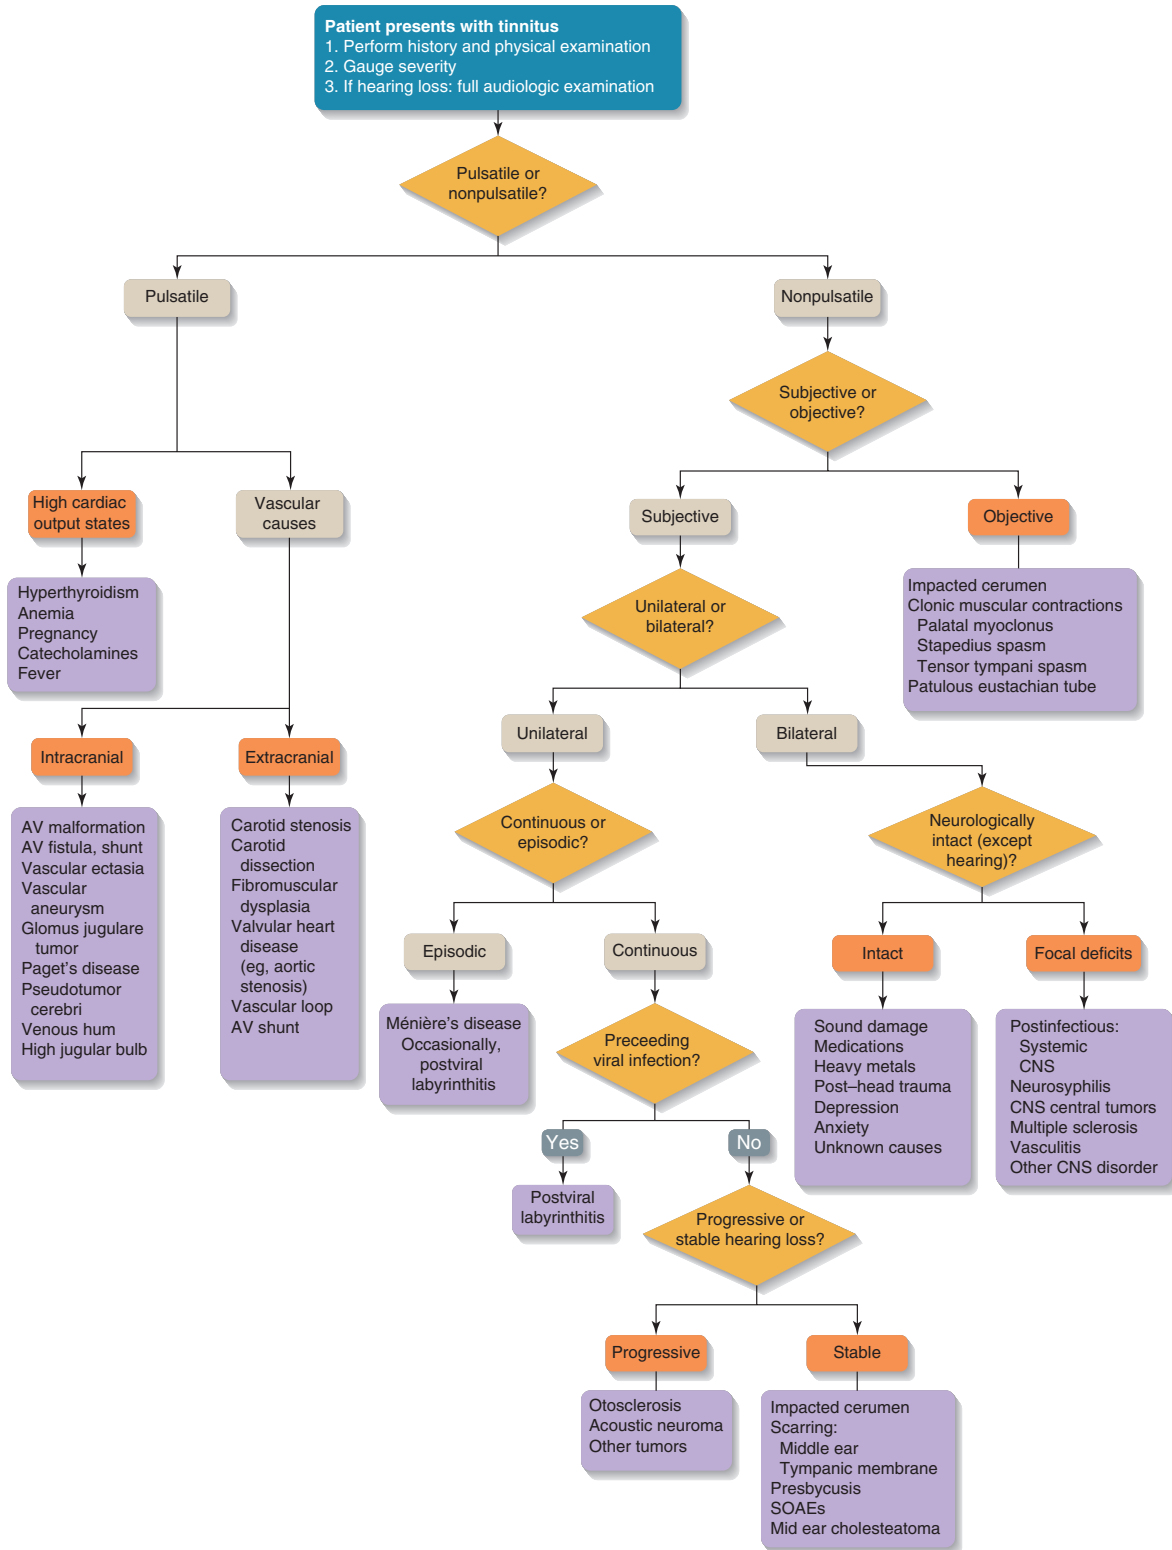 Patient presents with tinnitus
1. Perform history and physical examination
2. Gauge severity
3. If hearing loss: full audiologic examination
Pulsatile or
nonpulsatile?
Pulsatile
Nonpulsatile
Subjective or
objective?
High cardiac
output states
Vascular
causes
Subjective
Objective
Hyperthyroidism
Anemia
Pregnancy
Catecholamines
Fever
Unilateral or
bilateral?
Impacted cerumen
Clonic muscular contractions
Palatal myoclonus
Stapedius spasm
Tensor tympani spasm
Patulous eustachian tube
Intracranial
Extracranial
Unilateral
Bilateral
AV malformation
AV fistula, shunt
Vascular ectasia
Vascular
aneurysm
Glomus jugulare
tumor
Paget's disease
Pseudotumor
cerebri
Venous hum
High jugular bulb
Carotid stenosis
Carotid
dissection
Fibromuscular
dysplasia
Valvular heart
disease
(eg, aortic
stenosis)
Vascular loop
AV shunt
Continuous or
episodic?
Neurologically
intact (except
hearing)?
Episodic
Continuous
Intact
Focal deficits
Ménière's disease
Occasionally,
postviral
labyrinthitis
Preceeding
viral infection?
Sound damage
Medications
Heavy metals
Post–head trauma
Depression
Anxiety
Unknown causes
Postinfectious:
Systemic
CNS
Neurosyphilis
CNS central tumors
Multiple sclerosis
Vasculitis
Other CNS disorder
Yes
No
Postviral
labyrinthitis
Progressive or
stable hearing loss?
Progressive
Stable
Otosclerosis
Acoustic neuroma
Other tumors
Impacted cerumen
Scarring:
Middle ear
Tympanic membrane
Presbycusis
SOAEs
Mid ear cholesteatoma